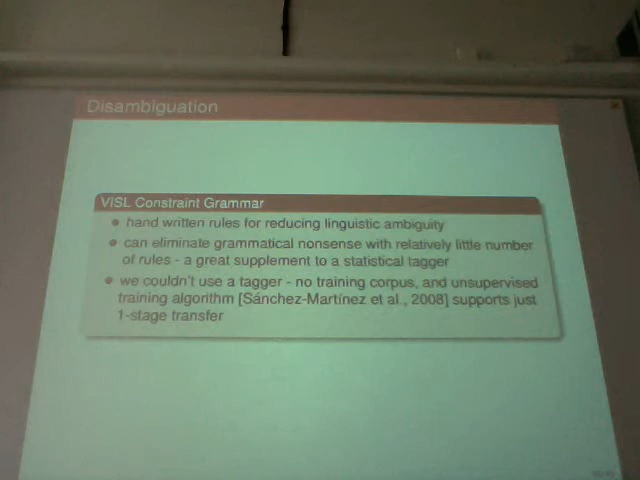 Disambiguation
VISL Constraint Grammar
hand written rules for reducing linguistic ambiguity
can eliminate grammatical nonsense with relatively little number
of rules - a great supplement to a statistical tagger
we couldn't use a tagger - no training corpus, and unsupervised
training algorithm [Sánchez-Martínez et al., 2008] supports just
1-stage transfer